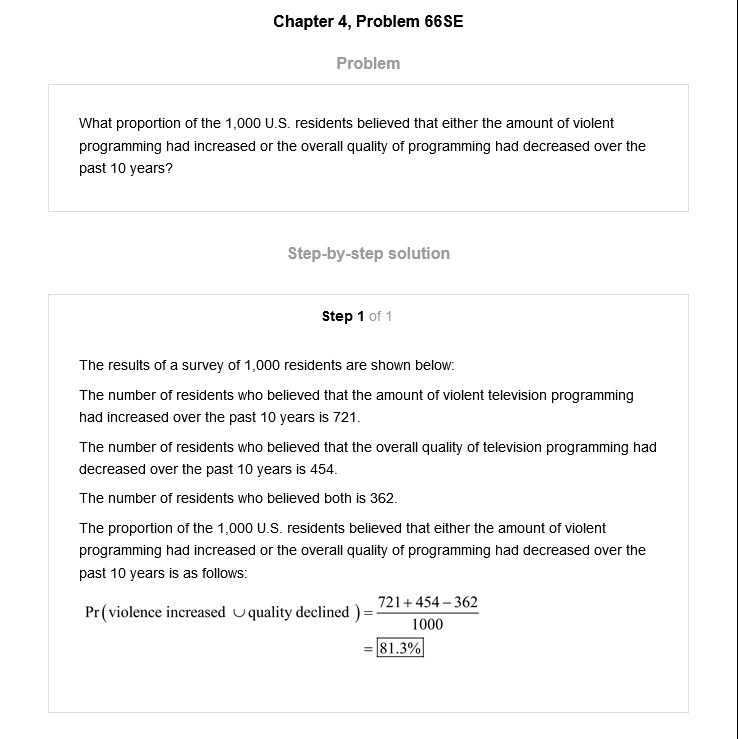 Chapter 4, Problem 66SE
Problem
What proportion of the 1,000 U.S. residents believed that either the amount of violent
programming had increased or the overall quality of programming had decreased over the
past 10 years?
Step-by-step solution
Step 1 of 1
The results of a survey of 1,000 residents are shown below:
The number of residents who believed that the amount of violent television programming
had increased over the past 10 years is 721.
The number of residents who believed that the overall quality of television programming had
decreased over the past 10 years is 454.
The number of residents who believed both is 362.
The proportion of the 1,000 U.S. residents believed that either the amount of violent
programming had increased or the overall quality of programming had decreased over the
past 10 years is as follows:
Pr(violence increased ∪ quality declined ) = 721 + 454 – 362
1000
= 81.3%